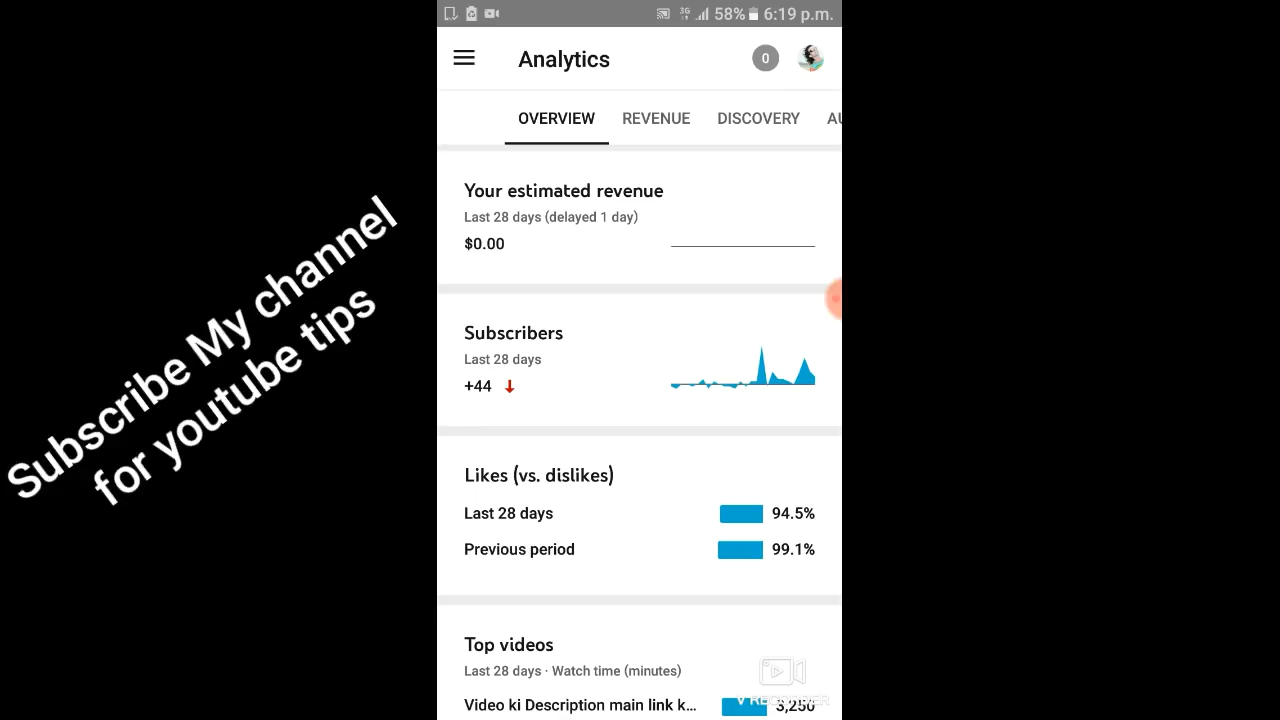 3G 58% 6:19 p.m.
Analytics 0
OVERVIEW REVENUE DISCOVERY AU
Your estimated revenue
Last 28 days (delayed 1 day)
$0.00
Subscribers
Last 28 days
+44
Likes (vs. dislikes)
Last 28 days 94.5%
Previous period 99.1%
Top videos
Last 28 days · Watch time (minutes)
Video ki Description main link k... 3,250
V RECORDER
Subscribe My channel
for youtube tips